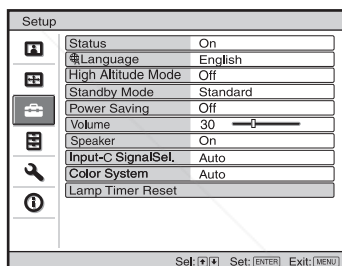 Setup
Status On
Language English
High Altitude Mode Off
Standby Mode Standard
Power Saving Off
Volume 30
Speaker On
Input-C SignalSel. Auto
Color System Auto
Lamp Timer Reset
Sel: Set: ENTER Exit: MENU